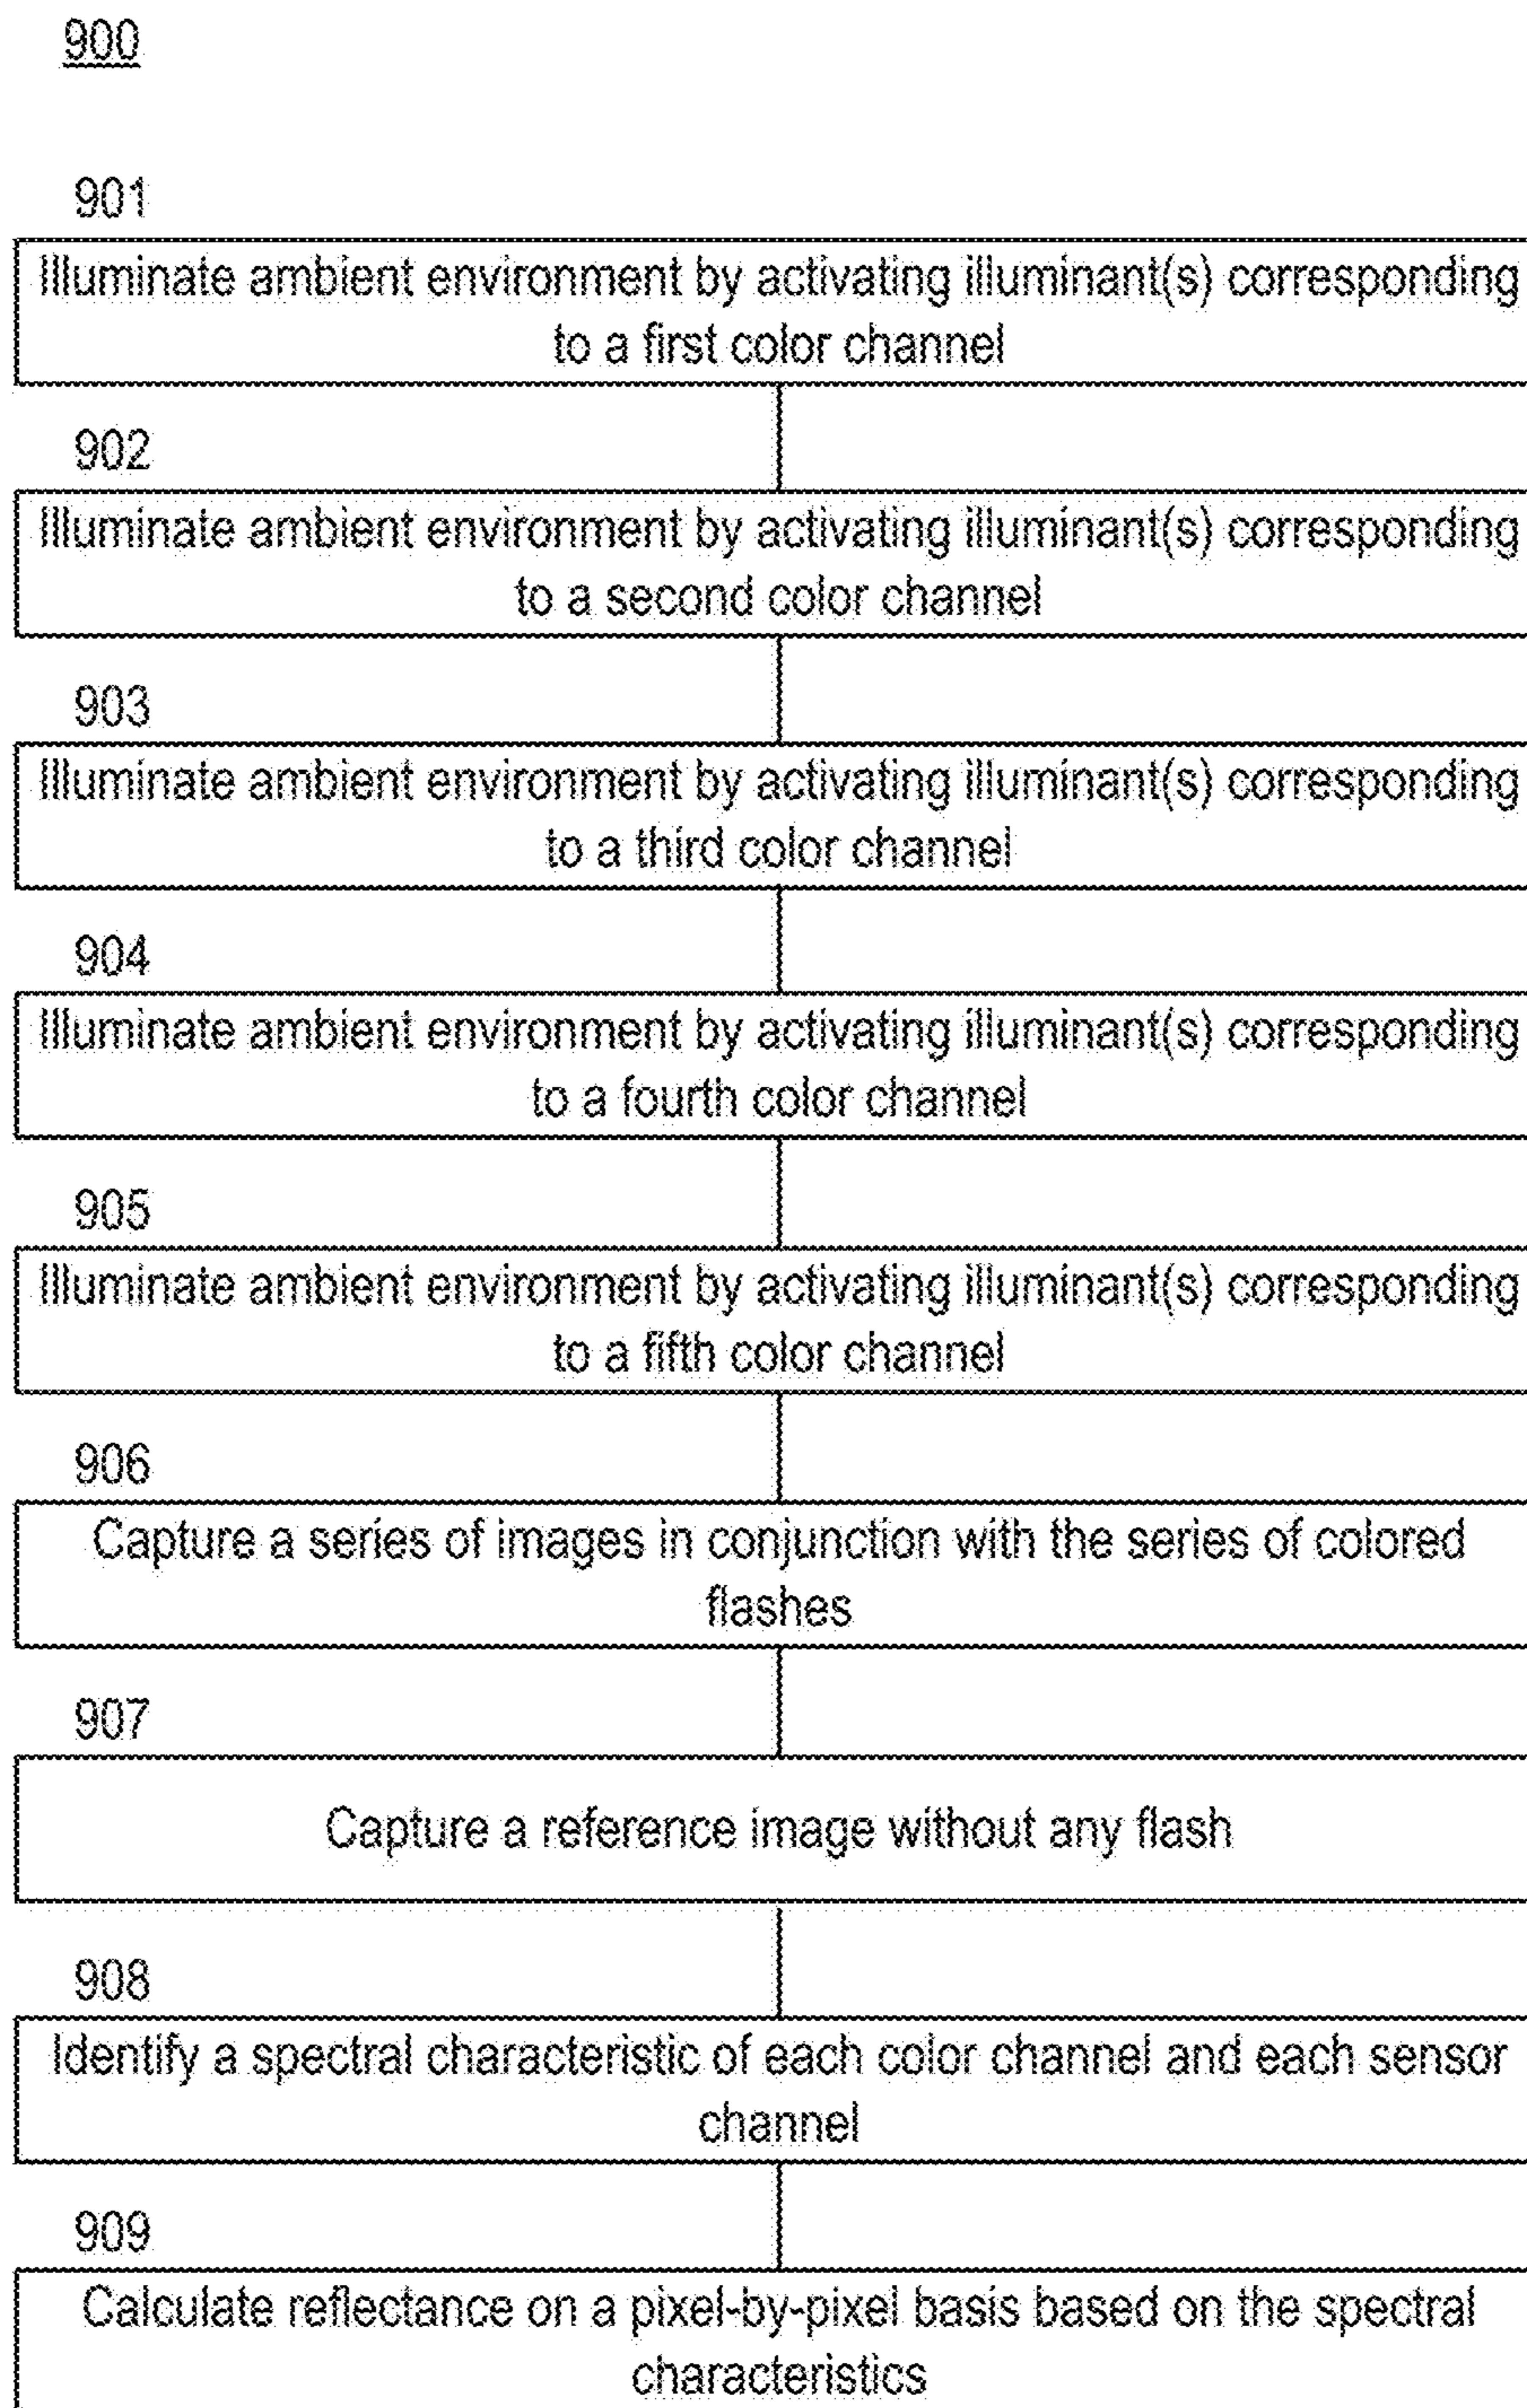 900
901
Illuminate ambient environment by activating illuminant(s) corresponding
to a first color channel
902
Illuminate ambient environment by activating illuminant(s) corresponding
to a second color channel
903
Illuminate ambient environment by activating illuminant(s) corresponding
to a third color channel
904
Illuminate ambient environment by activating illuminant(s) corresponding
to a fourth color channel
905
Illuminate ambient environment by activating illuminant(s) corresponding
to a fifth color channel
906
Capture a series of images in conjunction with the series of colored
flashes
907
Capture a reference image without any flash
908
Identify a spectral characteristic of each color channel and each sensor
channel
909
Calculate reflectance on a pixel-by-pixel basis based on the spectral
characteristics